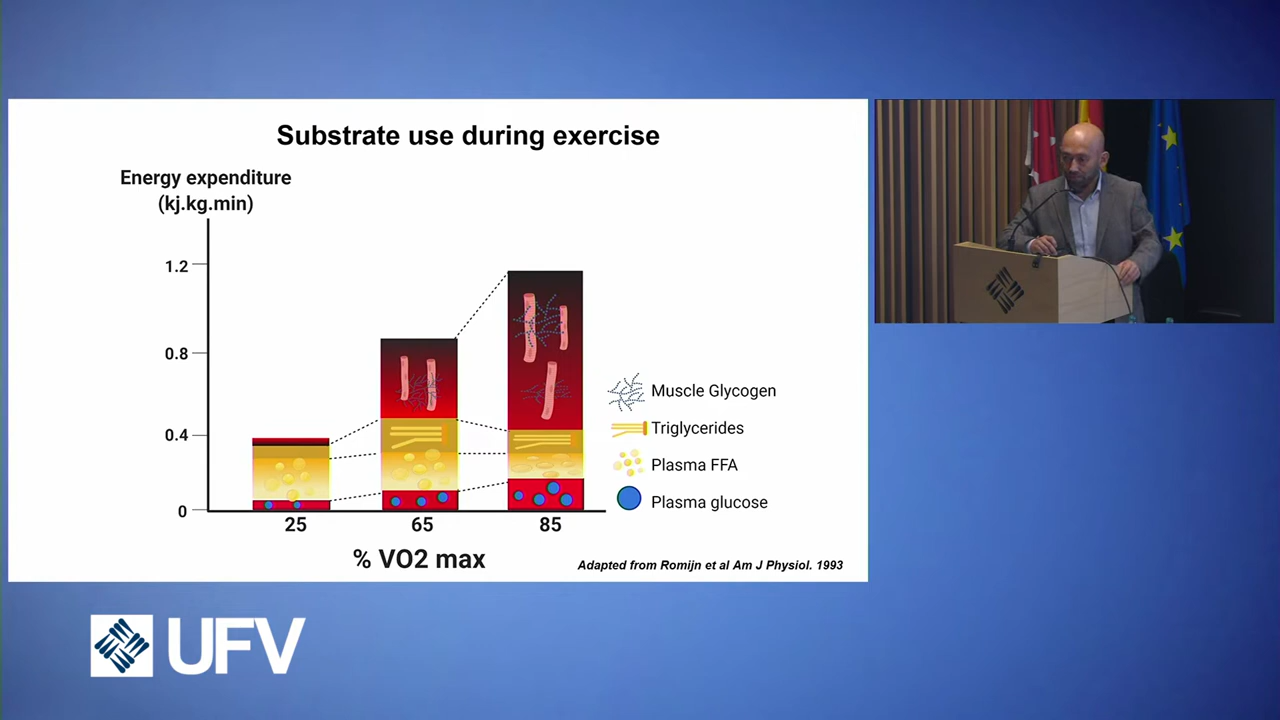 Substrate use during exercise
Energy expenditure
(kj.kg.min)
1.2
0.8
0.4
0
25
65
85
% VO2 max
Muscle Glycogen
Triglycerides
Plasma FFA
Plasma glucose
Adapted from Romijn et al Am J Physiol. 1993
UFV